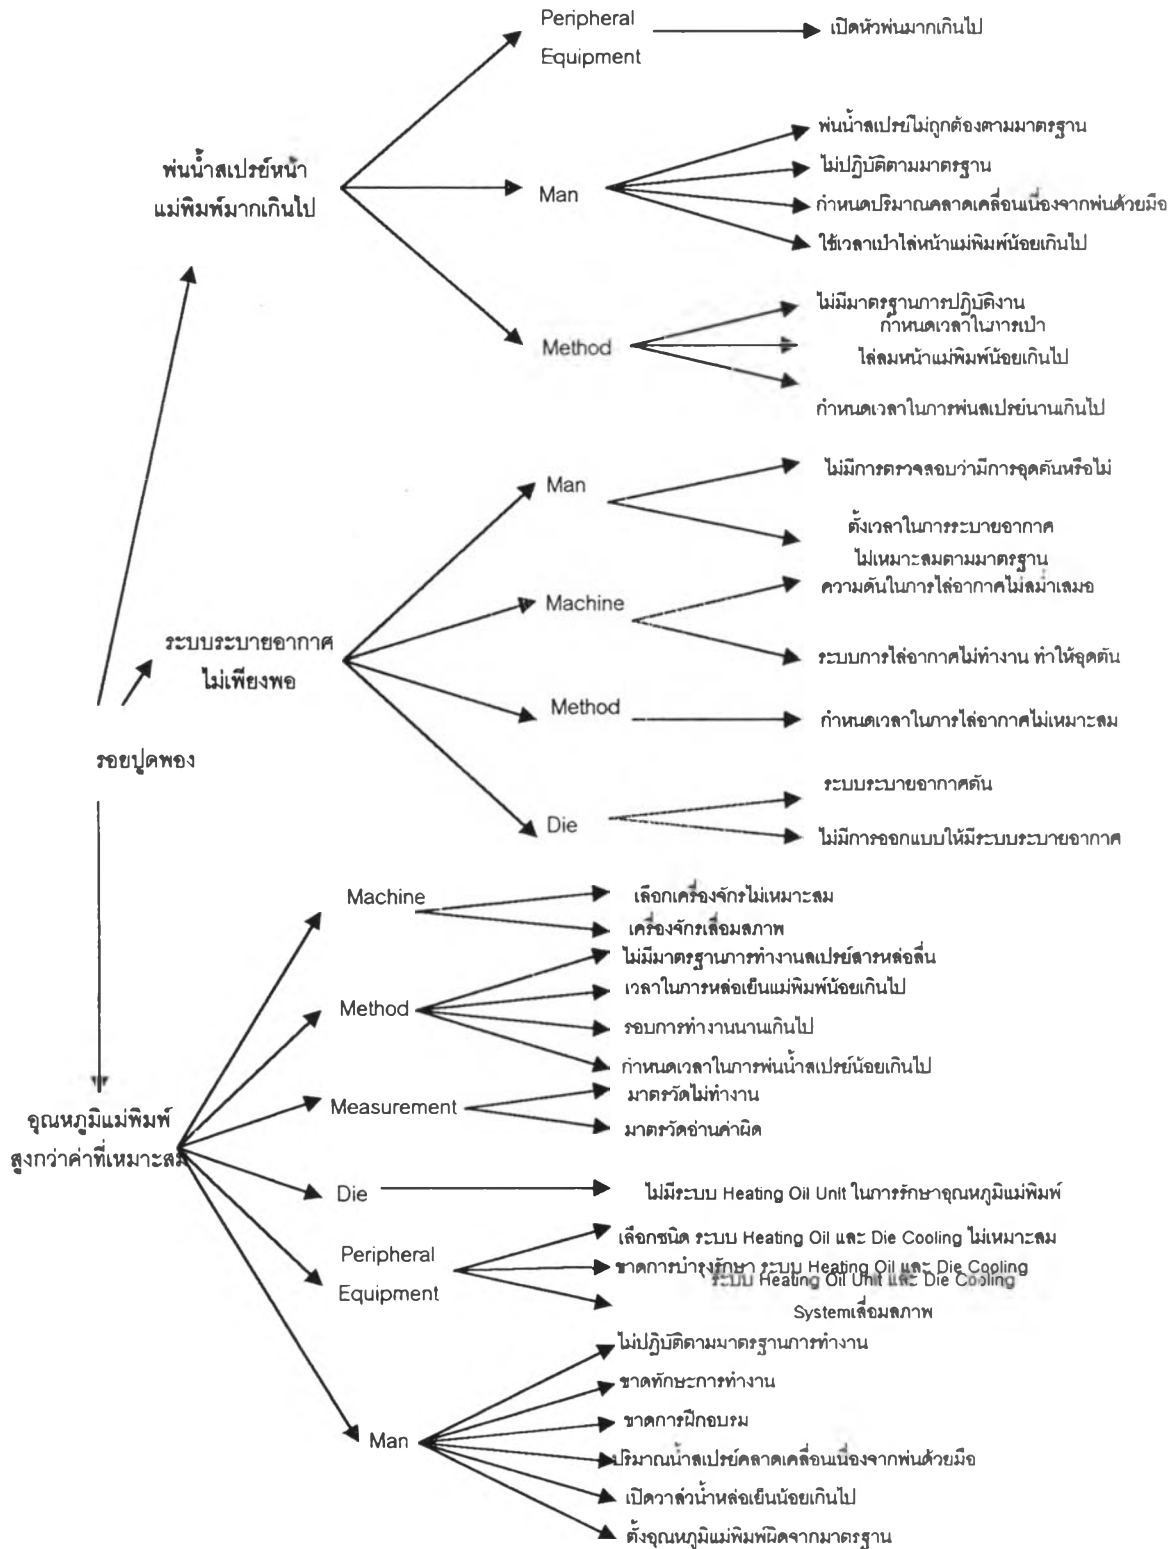 Peripheral
Equipment
เปิดหัวพ่นมากเกินไป
พ่นน้ำสเปรย์หน้า
แม่พิมพ์มากเกินไป
Man
พ่นน้ำสเปรย์ไม่ถูกต้องตามมาตรฐาน
ไม่ปฏิบัติตามมาตรฐาน
กำหนดปริมาณคลาดเคลื่อนเนื่องจากพ่นด้วยมือ
ใช้เวลาเป่าไล่หน้าแม่พิมพ์น้อยเกินไป
Method
ไม่มีมาตรฐานการปฏิบัติงาน
กำหนดเวลาในการเป่า
ไล่ลมหน้าแม่พิมพ์น้อยเกินไป
กำหนดเวลาในการพ่นสเปรย์นานเกินไป
Man
ไม่มีการตรวจสอบว่ามีการอุดตันหรือไม่
ตั้งเวลาในการระบายอากาศ
ไม่เหมาะสมตามมาตรฐาน
ระบบระบายอากาศ
ไม่เพียงพอ
Machine
ความดันในการไล่อากาศไม่สม่ำเสมอ
ระบบการไล่อากาศไม่ทำงาน ทำให้อุดตัน
Method
กำหนดเวลาในการไล่อากาศไม่เหมาะสม
รอยปูดพอง
Die
ระบบระบายอากาศตัน
ไม่มีการออกแบบให้มีระบบระบายอากาศ
Machine
เลือกเครื่องจักรไม่เหมาะสม
เครื่องจักรเสื่อมสภาพ
Method
ไม่มีมาตรฐานการทำงานสเปรย์สารหล่อลื่น
เวลาในการหล่อเย็นแม่พิมพ์น้อยเกินไป
รอบการทำงานนานเกินไป
กำหนดเวลาในการพ่นน้ำสเปรย์น้อยเกินไป
อุณหภูมิแม่พิมพ์
สูงกว่าค่าที่เหมาะสม
Measurement
มาตรวัดไม่ทำงาน
มาตรวัดอ่านค่าผิด
Die
ไม่มีระบบ Heating Oil Unit ในการรักษาอุณหภูมิแม่พิมพ์
Peripheral
Equipment
เลือกชนิด ระบบ Heating Oil และ Die Cooling ไม่เหมาะสม
ขาดการบำรุงรักษา ระบบ Heating Oil และ Die Cooling
ระบบ Heating Oil Unit และ Die Cooling
Systemเสื่อมสภาพ
Man
ไม่ปฏิบัติตามมาตรฐานการทำงาน
ขาดทักษะการทำงาน
ขาดการฝึกอบรม
ปริมาณน้ำสเปรย์คลาดเคลื่อนเนื่องจากพ่นด้วยมือ
เปิดวาล์วน้ำหล่อเย็นน้อยเกินไป
ตั้งอุณหภูมิแม่พิมพ์ผิดจากมาตรฐาน